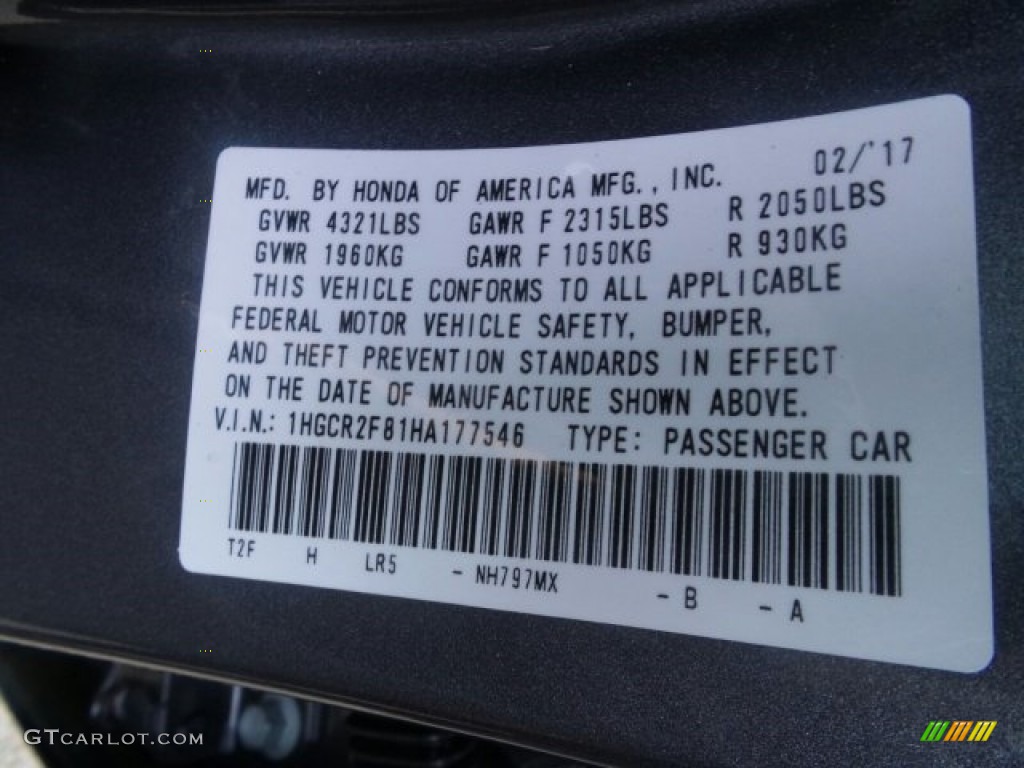 02/'17
MFD. BY HONDA OF AMERICA MFG., INC.
GVWR 4321LBS GAWR F 2315LBS R 2050LBS
GVWR 1960KG GAWR F 1050KG R 930KG
THIS VEHICLE CONFORMS TO ALL APPLICABLE
FEDERAL MOTOR VEHICLE SAFETY, BUMPER,
AND THEFT PREVENTION STANDARDS IN EFFECT
ON THE DATE OF MANUFACTURE SHOWN ABOVE.
V.I.N.: 1HGCR2F81HA177546 TYPE: PASSENGER CAR
T2F H LR5 - NH797MX - B - A
GTCARLOT.COM